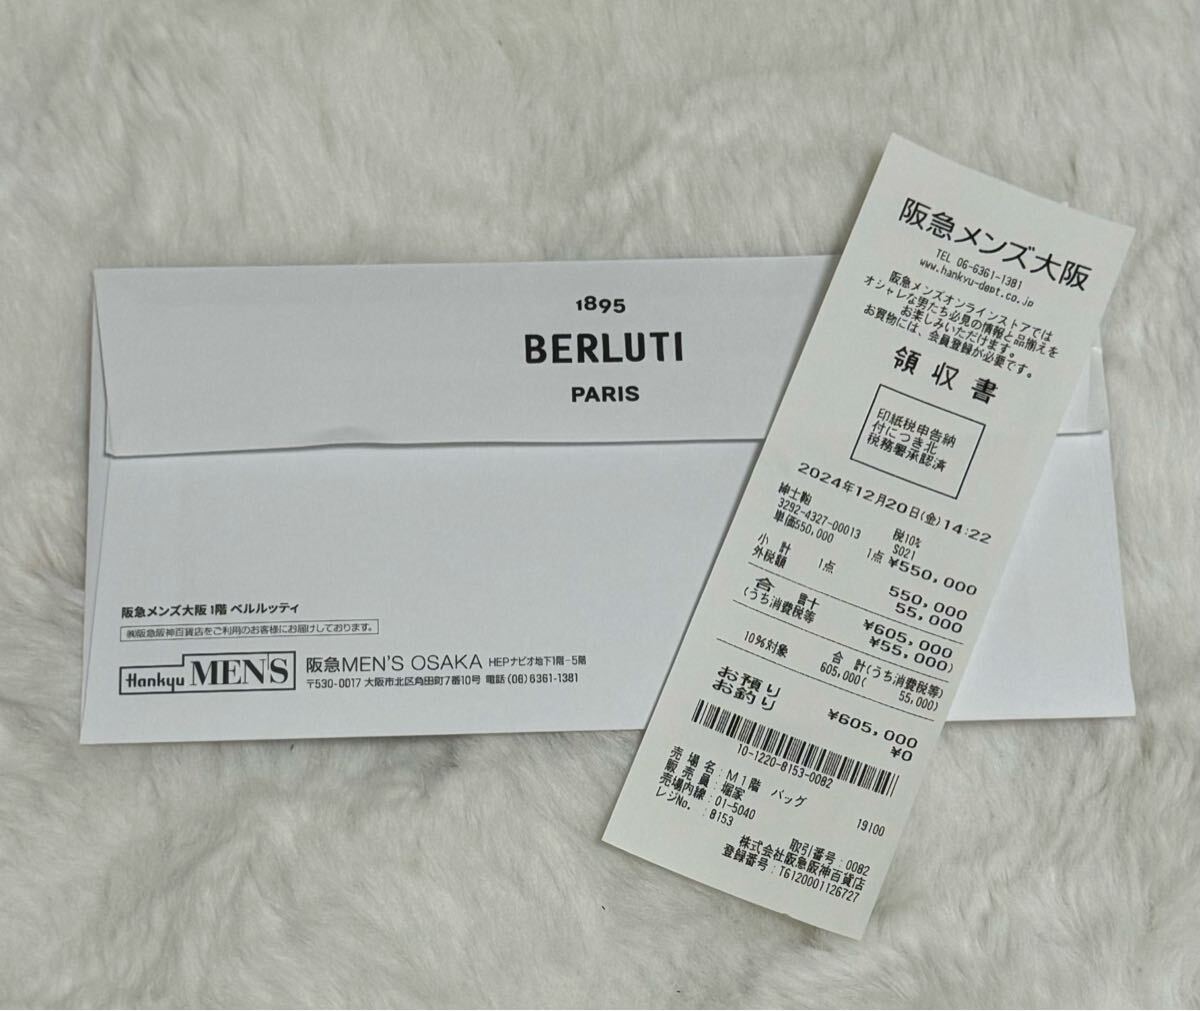 1895
BERLUTI
PARIS
阪急メンズ大阪 1階 ベルルッティ
㈱阪急阪神百貨店をご利用のお客様にお届けしております。
Hankyu MEN'S
阪急MEN'S OSAKA HEPナビオ地下1階-5階
〒530-0017 大阪市北区角田町7番10号 電話(06)6361-1381
阪急メンズ大阪
TEL 06-6361-1381
www.hankyu-dept.co.jp
阪急メンズオンラインストアでは
オシャレな男たち必見の情報と品揃えを
お楽しみいただけます。
お買物には、会員登録が必要です。
領収書
印紙税申告納
付につき北
税務署承認済
2024年12月20日(金)14:22
紳士鞄 税10%
3292-4327-00013 S021
単価550,000 1点 ¥550,000
小計 1点 550,000
外税額 55,000
合計 ¥605,000
(うち消費税等 ¥55,000)
合計(うち消費税等)
10%対象 605,000( 55,000)
お預り ¥605,000
お釣り ¥0
10-1220-8153-0082
売場名:M1階 バッグ
販売員:堀家 19100
売場内線:01-5040
レジNo. :8153
取引番号:0082
株式会社阪急阪神百貨店
登録番号:T6120001126727